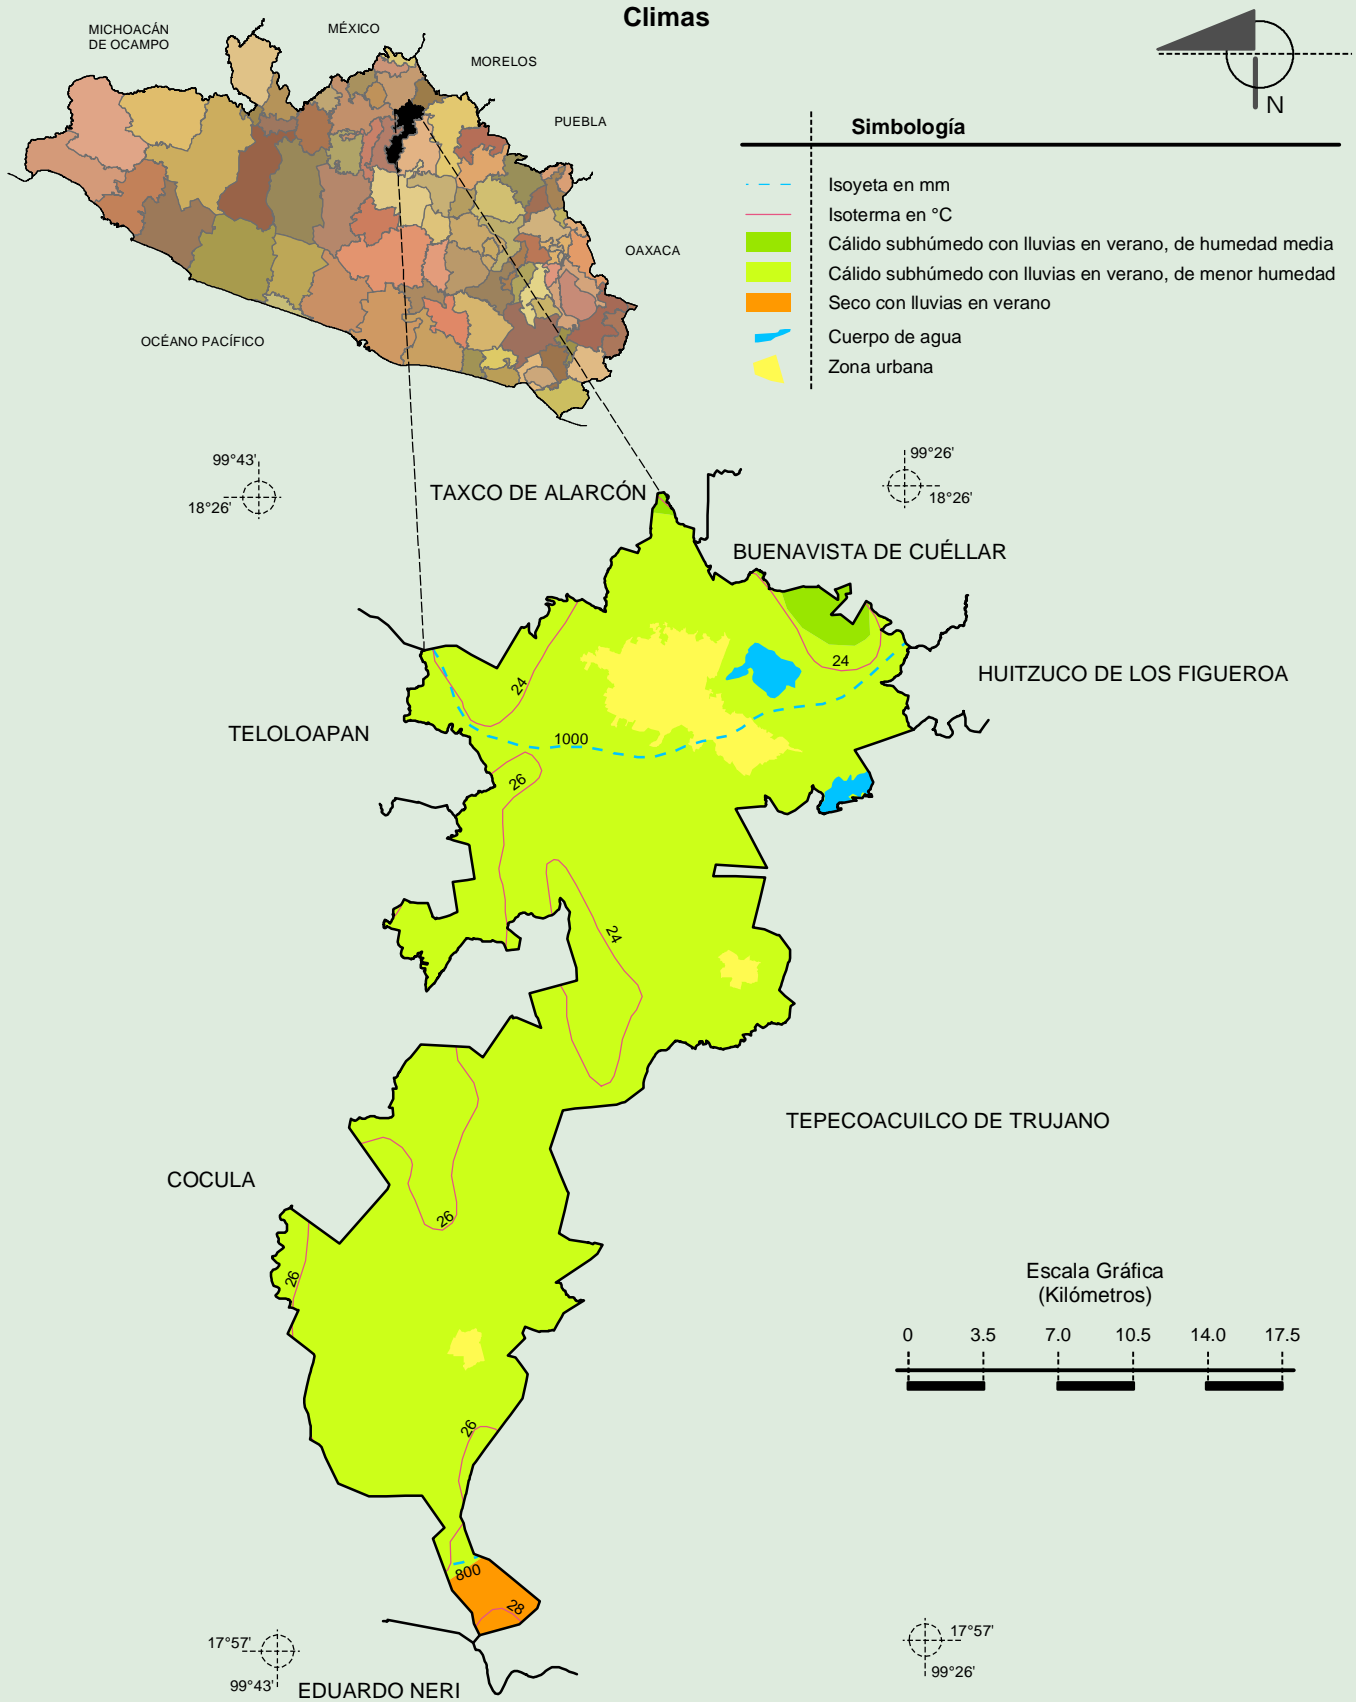 Climas
MICHOACÁN
DE OCAMPO
MÉXICO
MORELOS
PUEBLA
OAXACA
OCÉANO PACÍFICO
N
Simbología
Isoyeta en mm
Isoterma en °C
Cálido subhúmedo con lluvias en verano, de humedad media
Cálido subhúmedo con lluvias en verano, de menor humedad
Seco con lluvias en verano
Cuerpo de agua
Zona urbana
99°43'
18°26'
99°26'
18°26'
TAXCO DE ALARCÓN
BUENAVISTA DE CUÉLLAR
HUITZUCO DE LOS FIGUEROA
TELOLOAPAN
24
24
1000
26
24
TEPECOACUILCO DE TRUJANO
COCULA
26
26
26
800
28
Escala Gráfica
(Kilómetros)
0 3.5 7.0 10.5 14.0 17.5
17°57'
99°43'
17°57'
99°26'
EDUARDO NERI